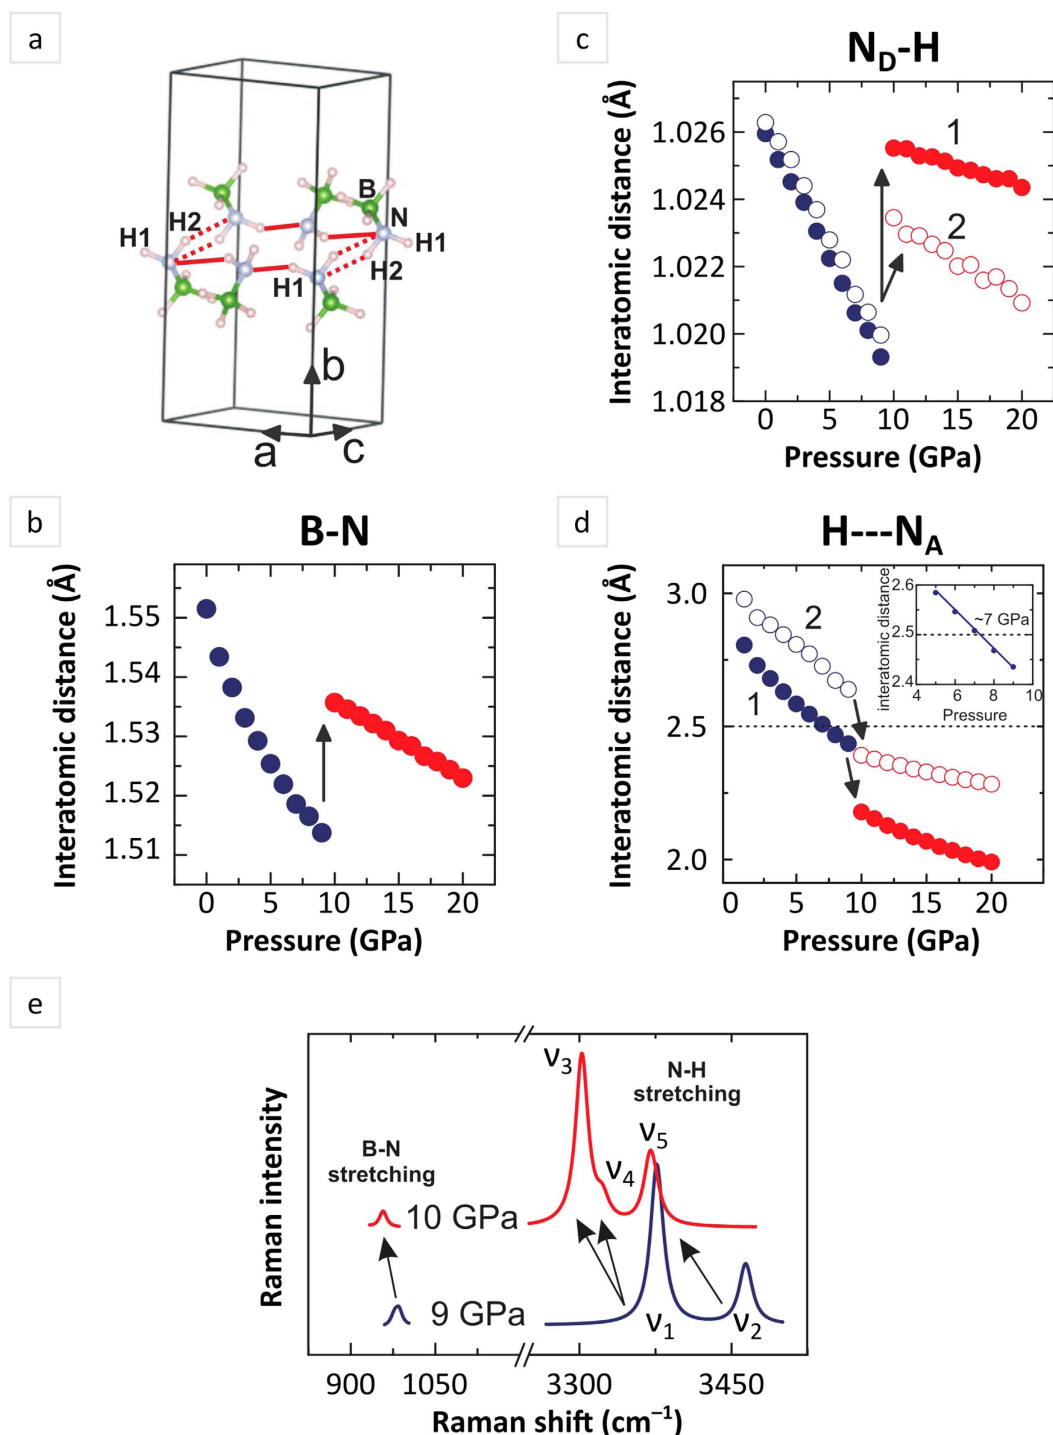 a
H2
H1
B
N
H1
H2
H1
b
a
c
c
N_D-H
Interatomic distance (Å)
1.026
1.024
1.022
1.020
1.018
1
2
0 5 10 15 20
Pressure (GPa)
b
B-N
Interatomic distance (Å)
1.55
1.54
1.53
1.52
1.51
0 5 10 15 20
Pressure (GPa)
d
H---N_A
Interatomic distance (Å)
3.0
2.5
2.0
2
1
0 5 10 15 20
Pressure (GPa)
interatomic distance
2.6
2.5
2.4
~7 GPa
4 6 8 10
Pressure
e
Raman intensity
B-N
stretching
N-H
stretching
ν₃
ν₄
ν₅
10 GPa
9 GPa
ν₁
ν₂
900 1050 3300 3450
Raman shift (cm⁻¹)